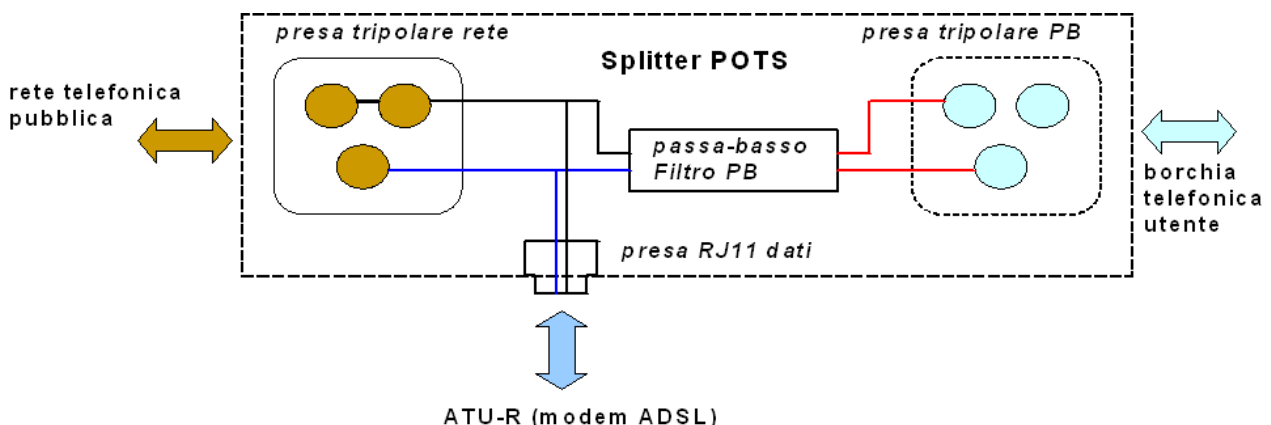 presa tripolare rete
presa tripolare PB
Splitter POTS
rete telefonica
pubblica
passa-basso
Filtro PB
borchia
telefonica
utente
presa RJ11 dati
ATU-R (modem ADSL)